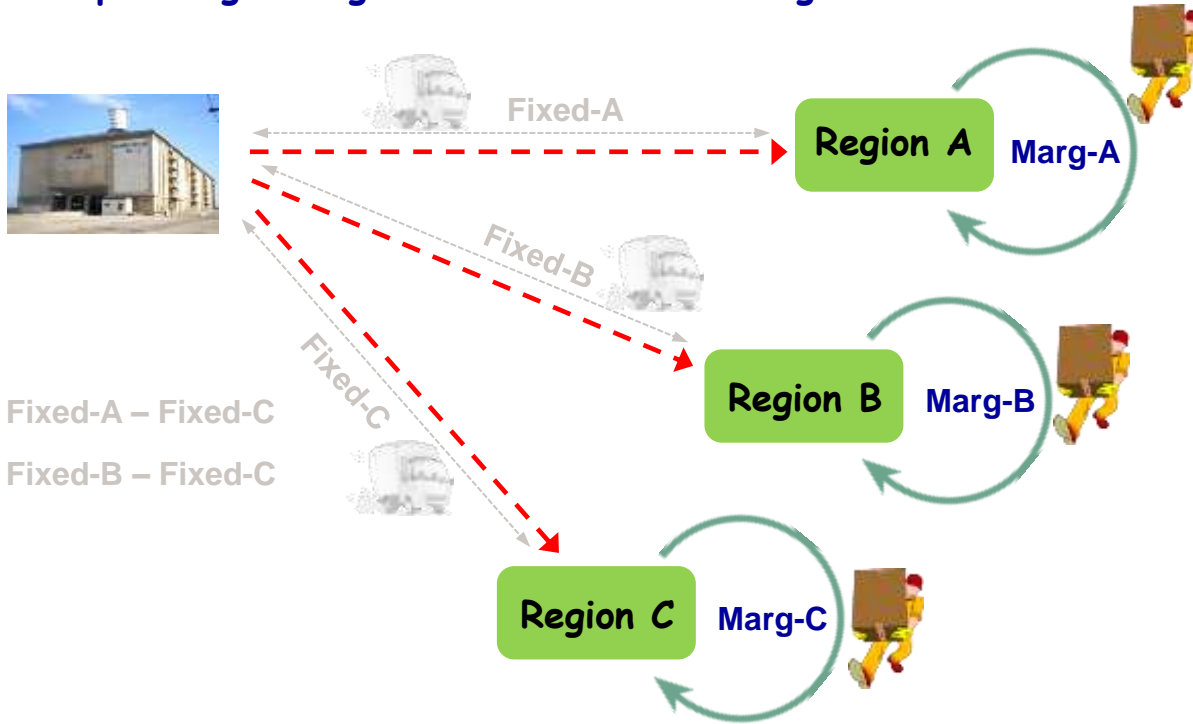 Fixed-A
Region A
Marg-A
Fixed-B
Region B
Marg-B
Fixed-C
Fixed-A – Fixed-C
Fixed-B – Fixed-C
Region C
Marg-C